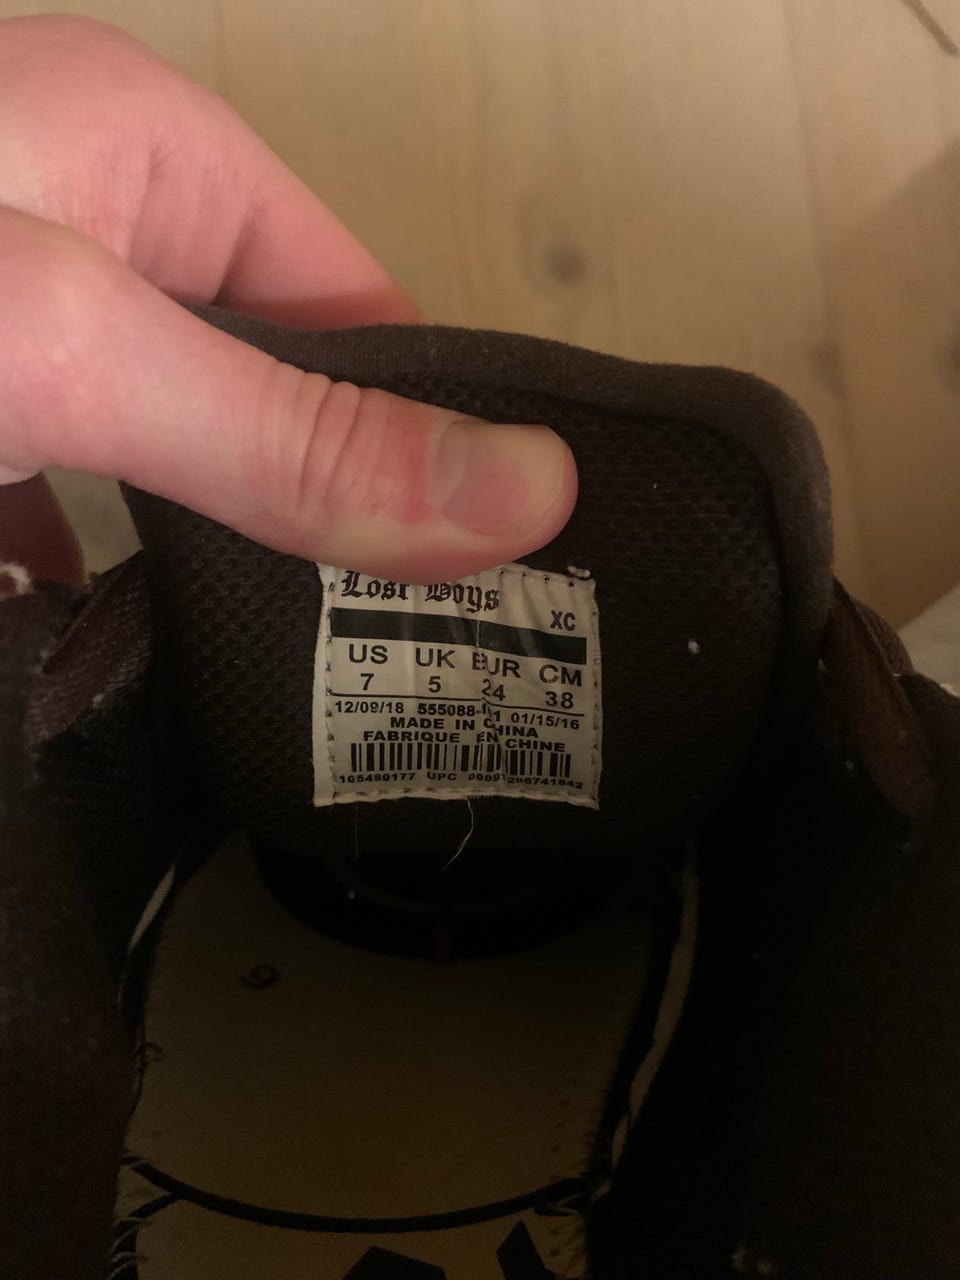 Lost Boys
XC
US UK EUR CM
7 5 24 38
12/09/18 555088- 01/15/16
MADE IN CHINA
FABRIQUE EN CHINE
105480177 UPC